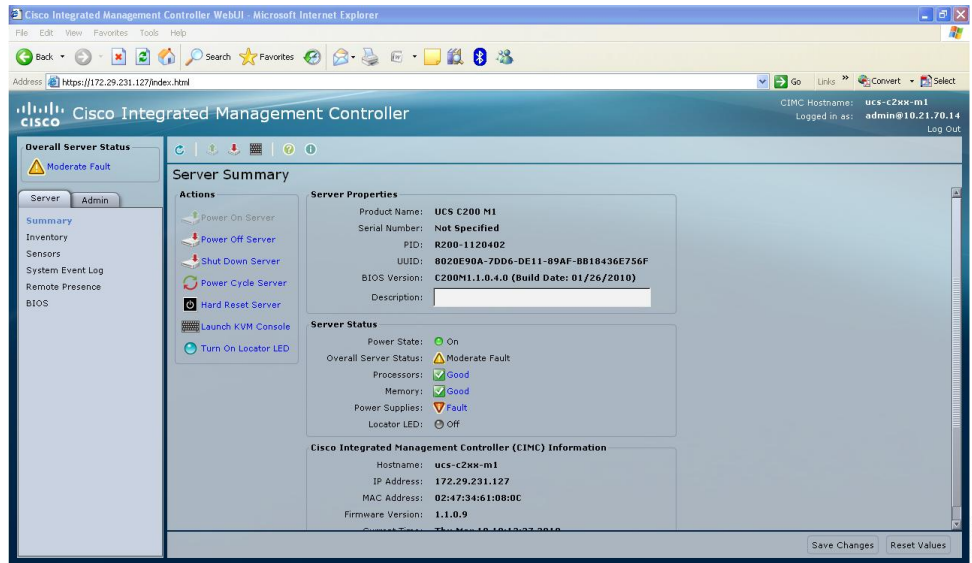 Cisco Integrated Management Controller WebUI - Microsoft Internet Explorer
File Edit View Favorites Tools Help
Back Search Favorites
Address https://172.29.231.127/index.html Go Links » Convert Select
CISCO Cisco Integrated Management Controller
CIMC Hostname: ucs-c2xx-m1
Logged in as: admin@10.21.70.14
Log Out
Overall Server Status
Moderate Fault
Server Admin
Summary
Inventory
Sensors
System Event Log
Remote Presence
BIOS
Server Summary
Actions
Power On Server
Power Off Server
Shut Down Server
Power Cycle Server
Hard Reset Server
Launch KVM Console
Turn On Locator LED
Server Properties
Product Name: UCS C200 M1
Serial Number: Not Specified
PID: R200-1120402
UUID: 8020E90A-7DD6-DE11-89AF-BB18436E756F
BIOS Version: C200M1.1.0.4.0 (Build Date: 01/26/2010)
Description:
Server Status
Power State: On
Overall Server Status: Moderate Fault
Processors: Good
Memory: Good
Power Supplies: Fault
Locator LED: Off
Cisco Integrated Management Controller (CIMC) Information
Hostname: ucs-c2xx-m1
IP Address: 172.29.231.127
MAC Address: 02:47:34:61:08:0C
Firmware Version: 1.1.0.9
Save Changes Reset Values